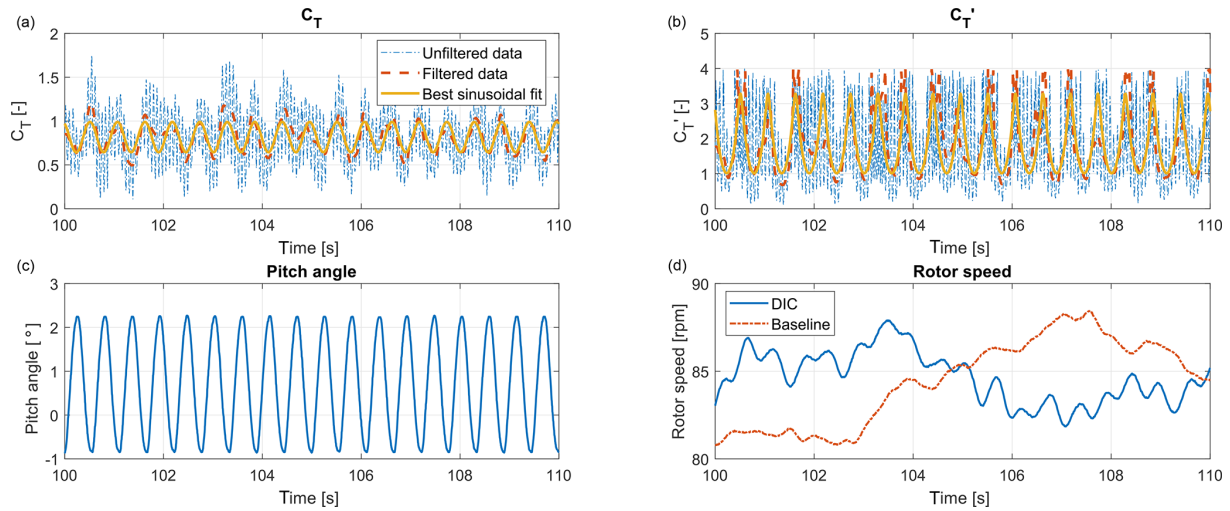 (a)
C_T
2
1.5
1
0.5
0
C_T [-]
Unfiltered data
Filtered data
Best sinusoidal fit
100 102 104 106 108 110
Time [s]
(b)
C_T'
5
4
3
2
1
0
C_T' [-]
100 102 104 106 108 110
Time [s]
(c)
Pitch angle
3
2
1
0
-1
Pitch angle [°]
100 102 104 106 108 110
Time [s]
(d)
Rotor speed
90
85
80
Rotor speed [rpm]
DIC
Baseline
100 102 104 106 108 110
Time [s]